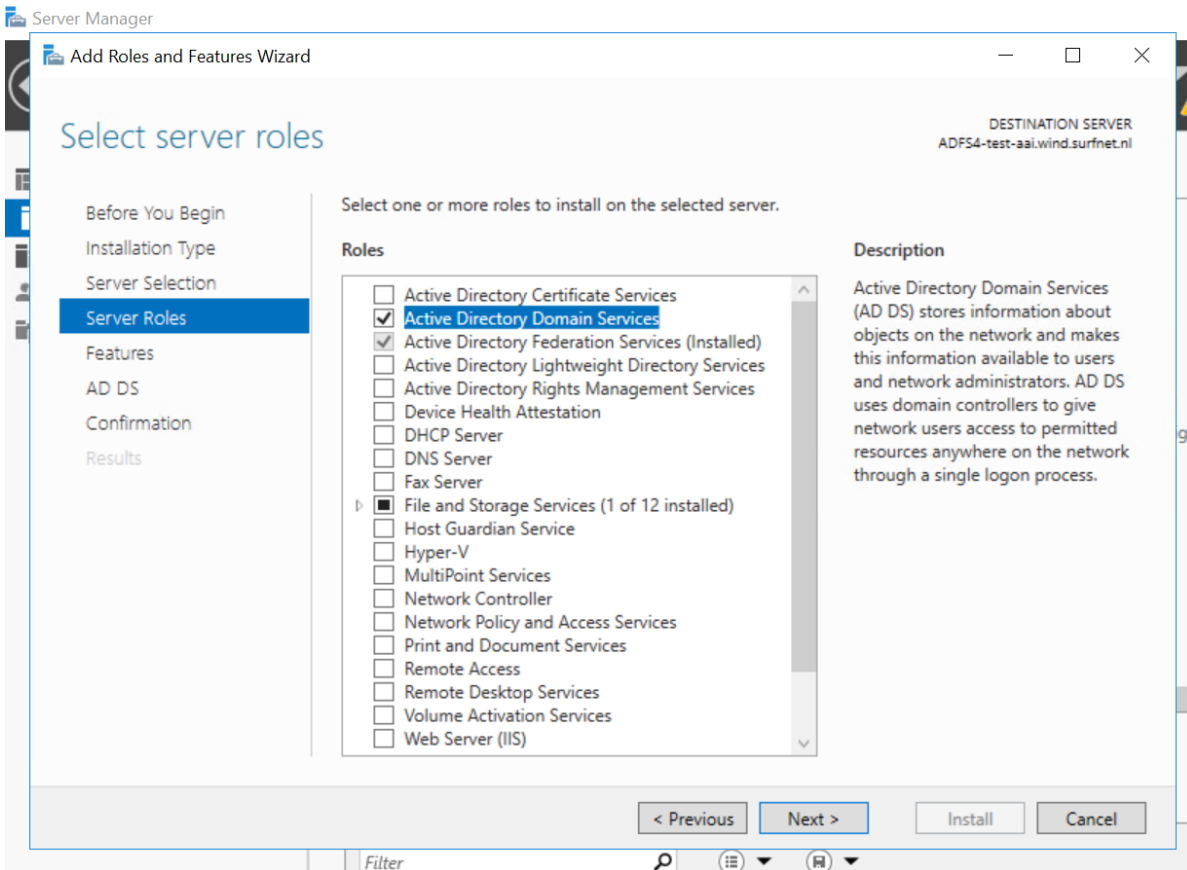 Server Manager
Add Roles and Features Wizard
Select server roles
DESTINATION SERVER
ADFS4-test-aai.wind.surfnet.nl
Before You Begin
Installation Type
Server Selection
Server Roles
Features
AD DS
Confirmation
Results
Select one or more roles to install on the selected server.
Roles
Active Directory Certificate Services
Active Directory Domain Services
Active Directory Federation Services (Installed)
Active Directory Lightweight Directory Services
Active Directory Rights Management Services
Device Health Attestation
DHCP Server
DNS Server
Fax Server
File and Storage Services (1 of 12 installed)
Host Guardian Service
Hyper-V
MultiPoint Services
Network Controller
Network Policy and Access Services
Print and Document Services
Remote Access
Remote Desktop Services
Volume Activation Services
Web Server (IIS)
Description
Active Directory Domain Services
(AD DS) stores information about
objects on the network and makes
this information available to users
and network administrators. AD DS
uses domain controllers to give
network users access to permitted
resources anywhere on the network
through a single logon process.
< Previous
Next >
Install
Cancel
Filter